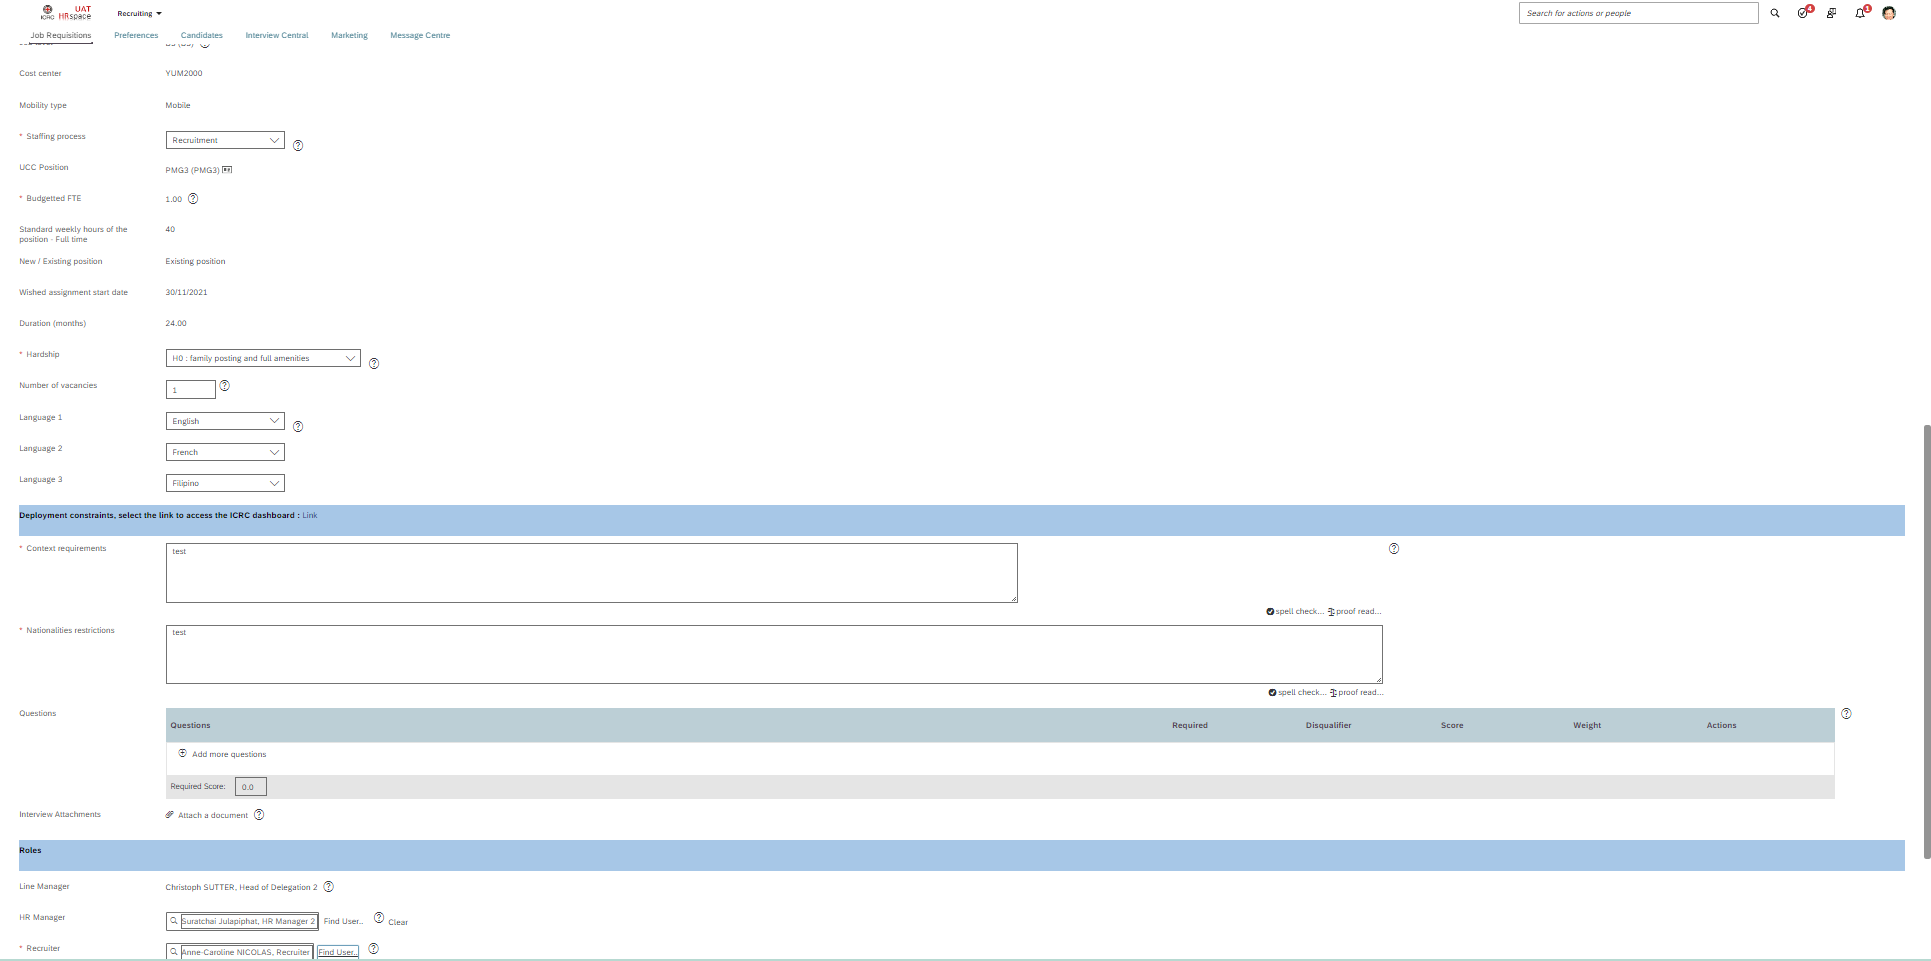 ICRC
UAT
HRspace
Recruiting
Search for actions or people
4
1
Job Requisitions Preferences Candidates Interview Central Marketing Message Centre
Cost center YUM2000
Mobility type Mobile
* Staffing process Recruitment
UCC Position PMG3 (PMG3)
* Budgetted FTE 1.00
Standard weekly hours of the
position - Full time 40
New / Existing position Existing position
Wished assignment start date 30/11/2021
Duration (months) 24.00
* Hardship H0 : family posting and full amenities
Number of vacancies 1
Language 1 English
Language 2 French
Language 3 Filipino
Deployment constraints, select the link to access the ICRC dashboard : Link
* Context requirements test
spell check... proof read...
* Nationalities restrictions test
spell check... proof read...
Questions
Questions Required Disqualifier Score Weight Actions
Add more questions
Required Score: 0.0
Interview Attachments Attach a document
Roles
Line Manager Christoph SUTTER, Head of Delegation 2
HR Manager Suratchai Julapiphat, HR Manager 2 Find User.. Clear
* Recruiter Anne-Caroline NICOLAS, Recruiter Find User..